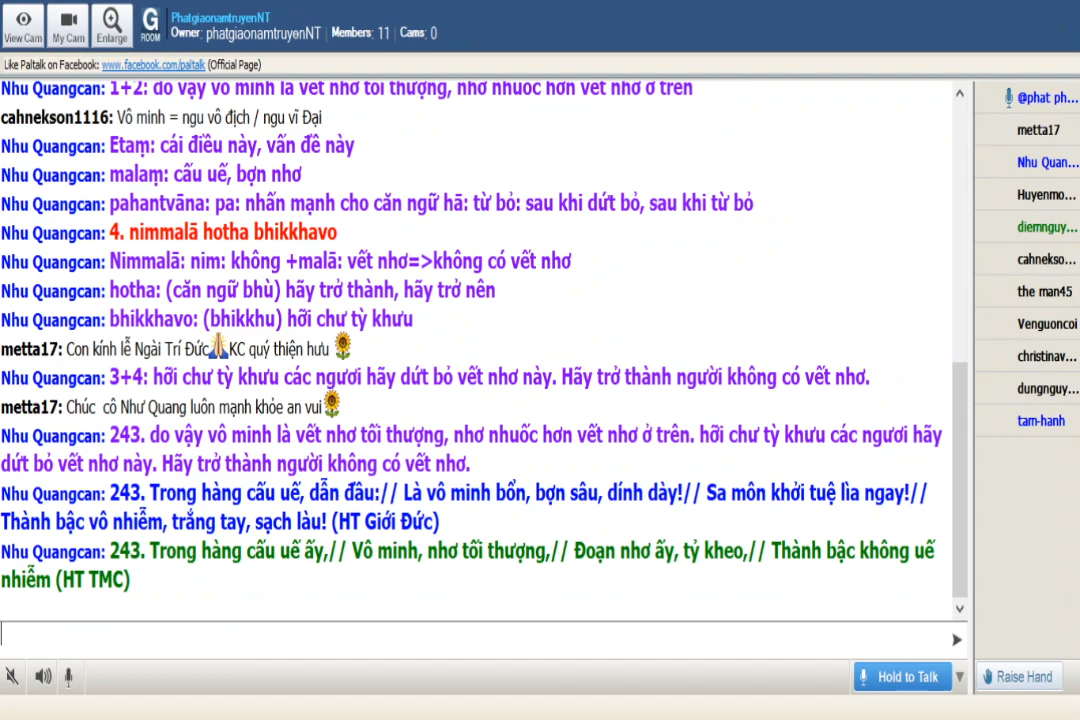 View Cam
My Cam
Enlarge
G
ROOM
PhatgiaonamtruyenNT
Owner: phatgiaonamtruyenNT | Members: 11 | Cams: 0
Like Paltalk on Facebook: www.facebook.com/paltalk (Official Page)
Nhu Quangcan: 1+2: do vậy vô minh là vết nhơ tối thượng, nhơ nhuốc hơn vết nhơ ở trên
cahnekson1116: Vô minh = ngu vô địch / ngu vĩ Đại
Nhu Quangcan: Etaṃ: cái điều này, vấn đề này
Nhu Quangcan: malaṃ: cấu uế, bợn nhơ
Nhu Quangcan: pahantvāna: pa: nhấn mạnh cho căn ngữ hā: từ bỏ: sau khi dứt bỏ, sau khi từ bỏ
Nhu Quangcan: 4. nimmalā hotha bhikkhavo
Nhu Quangcan: Nimmalā: nim: không +malā: vết nhơ=>không có vết nhơ
Nhu Quangcan: hotha: (căn ngữ bhù) hãy trở thành, hãy trở nên
Nhu Quangcan: bhikkhavo: (bhikkhu) hỡi chư tỳ khưu
metta17: Con kính lễ Ngài Trí Đức KC quý thiện hưu
Nhu Quangcan: 3+4: hỡi chư tỳ khưu các ngươi hãy dứt bỏ vết nhơ này. Hãy trở thành người không có vết nhơ.
metta17: Chúc cô Như Quang luôn mạnh khỏe an vui
Nhu Quangcan: 243. do vậy vô minh là vết nhơ tối thượng, nhơ nhuốc hơn vết nhơ ở trên. hỡi chư tỳ khưu các ngươi hãy
dứt bỏ vết nhơ này. Hãy trở thành người không có vết nhơ.
Nhu Quangcan: 243. Trong hàng cấu uế, dẫn đầu:// Là vô minh bổn, bợn sâu, dính dày!// Sa môn khởi tuệ lìa ngay!//
Thành bậc vô nhiễm, trắng tay, sạch làu! (HT Giới Đức)
Nhu Quangcan: 243. Trong hàng cấu uế ấy,// Vô minh, nhơ tối thượng,// Đoạn nhơ ấy, tỷ kheo,// Thành bậc không uế
nhiễm (HT TMC)
@phat ph...
metta17
Nhu Quan...
Huyenmo...
diemnguy...
cahnekso...
the man45
Venguoncoi
christinav...
dungnguy...
tam-hanh
Hold to Talk
Raise Hand